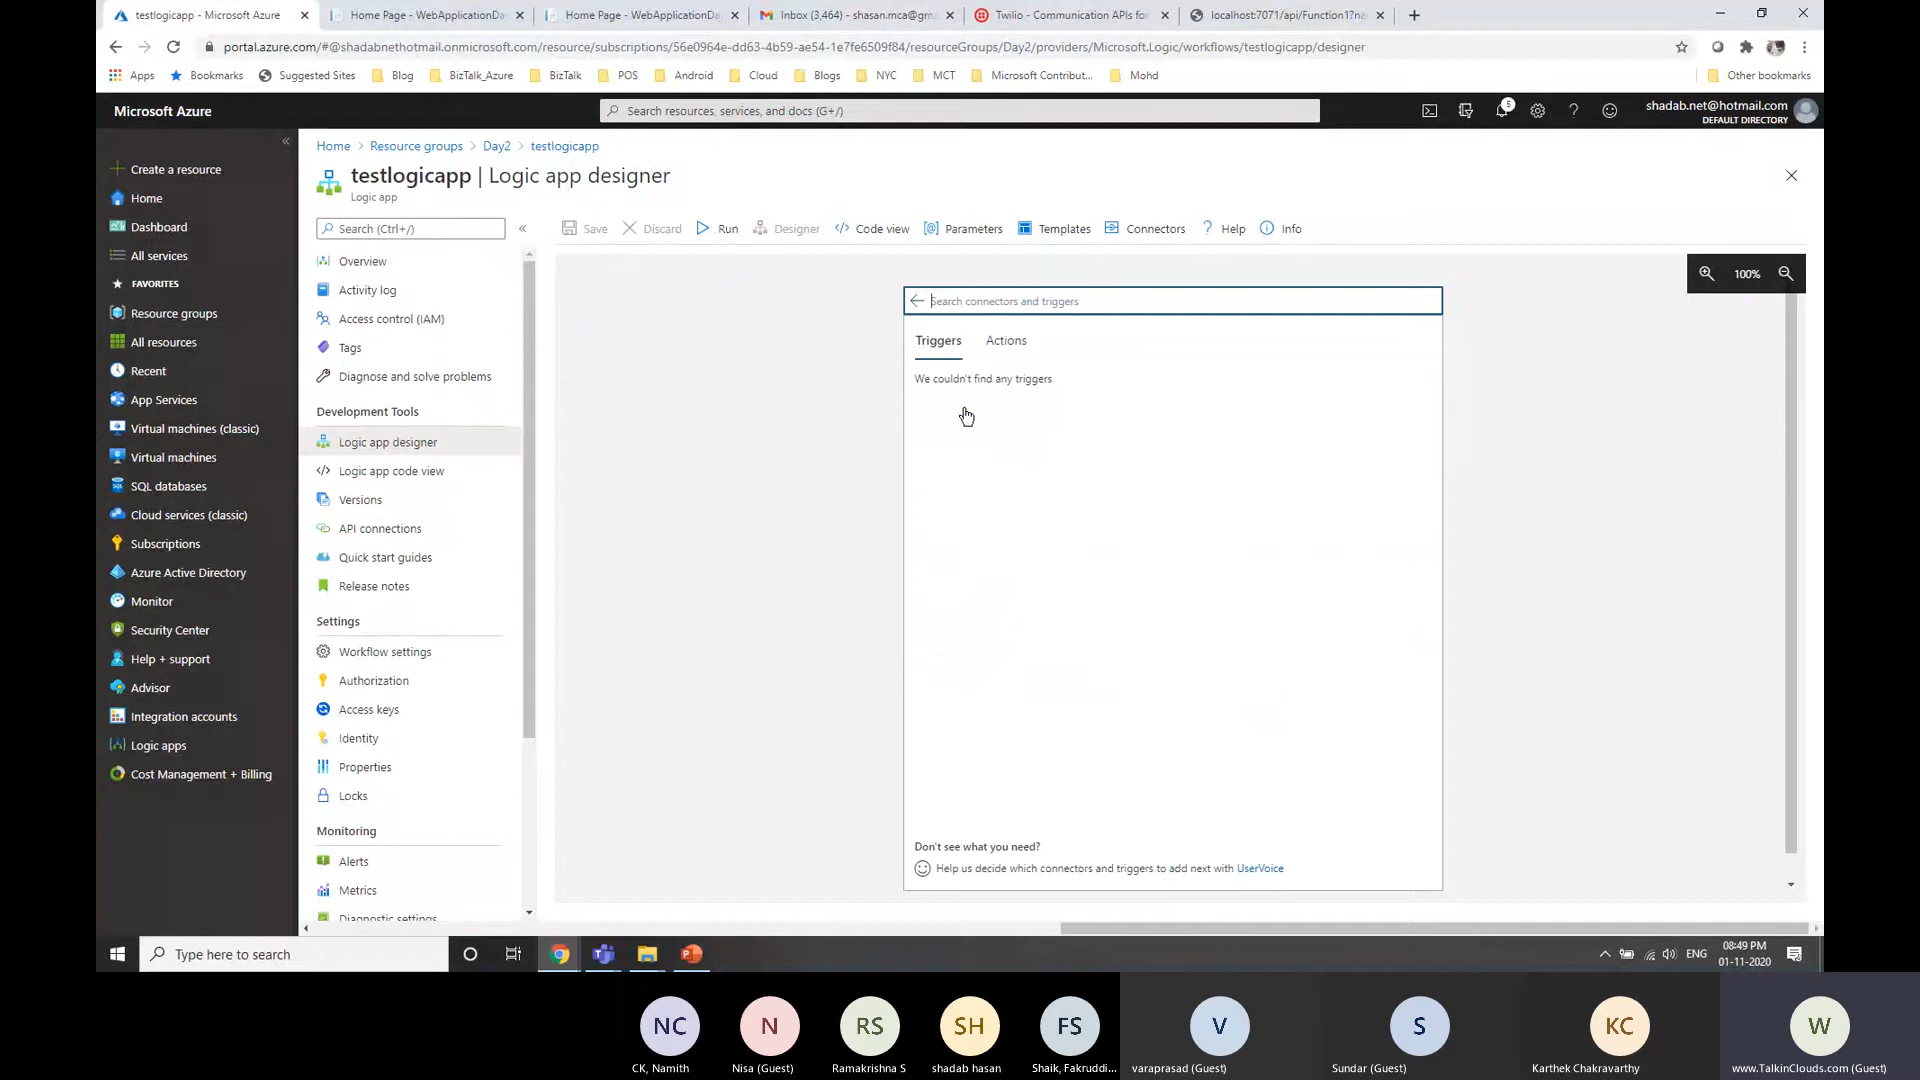 testlogicapp - Microsoft Azure
Home Page - WebApplicationDa
Home Page - WebApplicationDa
Inbox (3,464) - shasan.mca@gm
Twilio - Communication APIs fo
localhost:7071/api/Function1?na
portal.azure.com/#@shadabnethotmail.onmicrosoft.com/resource/subscriptions/56e0964e-dd63-4b59-ae54-1e7fe6509f84/resourceGroups/Day2/providers/Microsoft.Logic/workflows/testlogicapp/designer
Apps Bookmarks Suggested Sites Blog BizTalk_Azure BizTalk POS Android Cloud Blogs NYC MCT Microsoft Contribut... Mohd Other bookmarks
Microsoft Azure
Search resources, services, and docs (G+/)
5
shadab.net@hotmail.com
DEFAULT DIRECTORY
Create a resource
Home
Dashboard
All services
FAVORITES
Resource groups
All resources
Recent
App Services
Virtual machines (classic)
Virtual machines
SQL databases
Cloud services (classic)
Subscriptions
Azure Active Directory
Monitor
Security Center
Help + support
Advisor
Integration accounts
Logic apps
Cost Management + Billing
Home > Resource groups > Day2 > testlogicapp
testlogicapp | Logic app designer
Logic app
Search (Ctrl+/)
Overview
Activity log
Access control (IAM)
Tags
Diagnose and solve problems
Development Tools
Logic app designer
Logic app code view
Versions
API connections
Quick start guides
Release notes
Settings
Workflow settings
Authorization
Access keys
Identity
Properties
Locks
Monitoring
Alerts
Metrics
Diagnostic settings
Save Discard Run Designer Code view Parameters Templates Connectors Help Info
100%
Search connectors and triggers
Triggers Actions
We couldn't find any triggers
Don't see what you need?
Help us decide which connectors and triggers to add next with UserVoice
Type here to search
ENG
08:49 PM
01-11-2020
NC N RS SH FS V S KC W
CK, Namith
Nisa (Guest)
Ramakrishna S
shadab hasan
Shaik, Fakruddi...
varaprasad (Guest)
Sundar (Guest)
Karthek Chakravarthy
www.TalkinClouds.com (Guest)